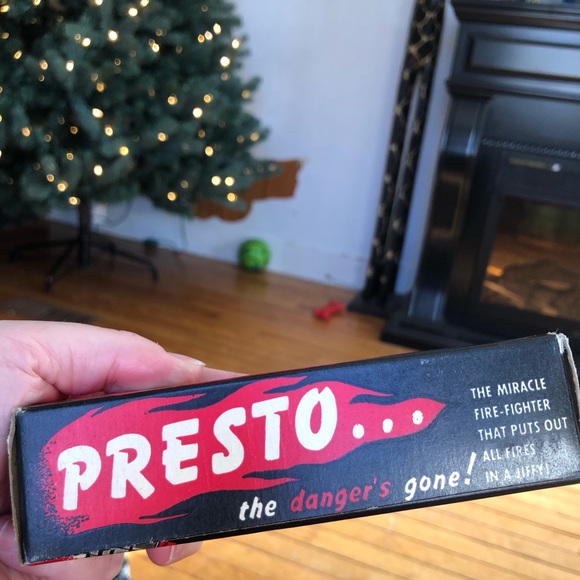 PRESTO...
the danger's gone!
THE MIRACLE
FIRE-FIGHTER
THAT PUTS OUT
ALL FIRES
IN A JIFFY!